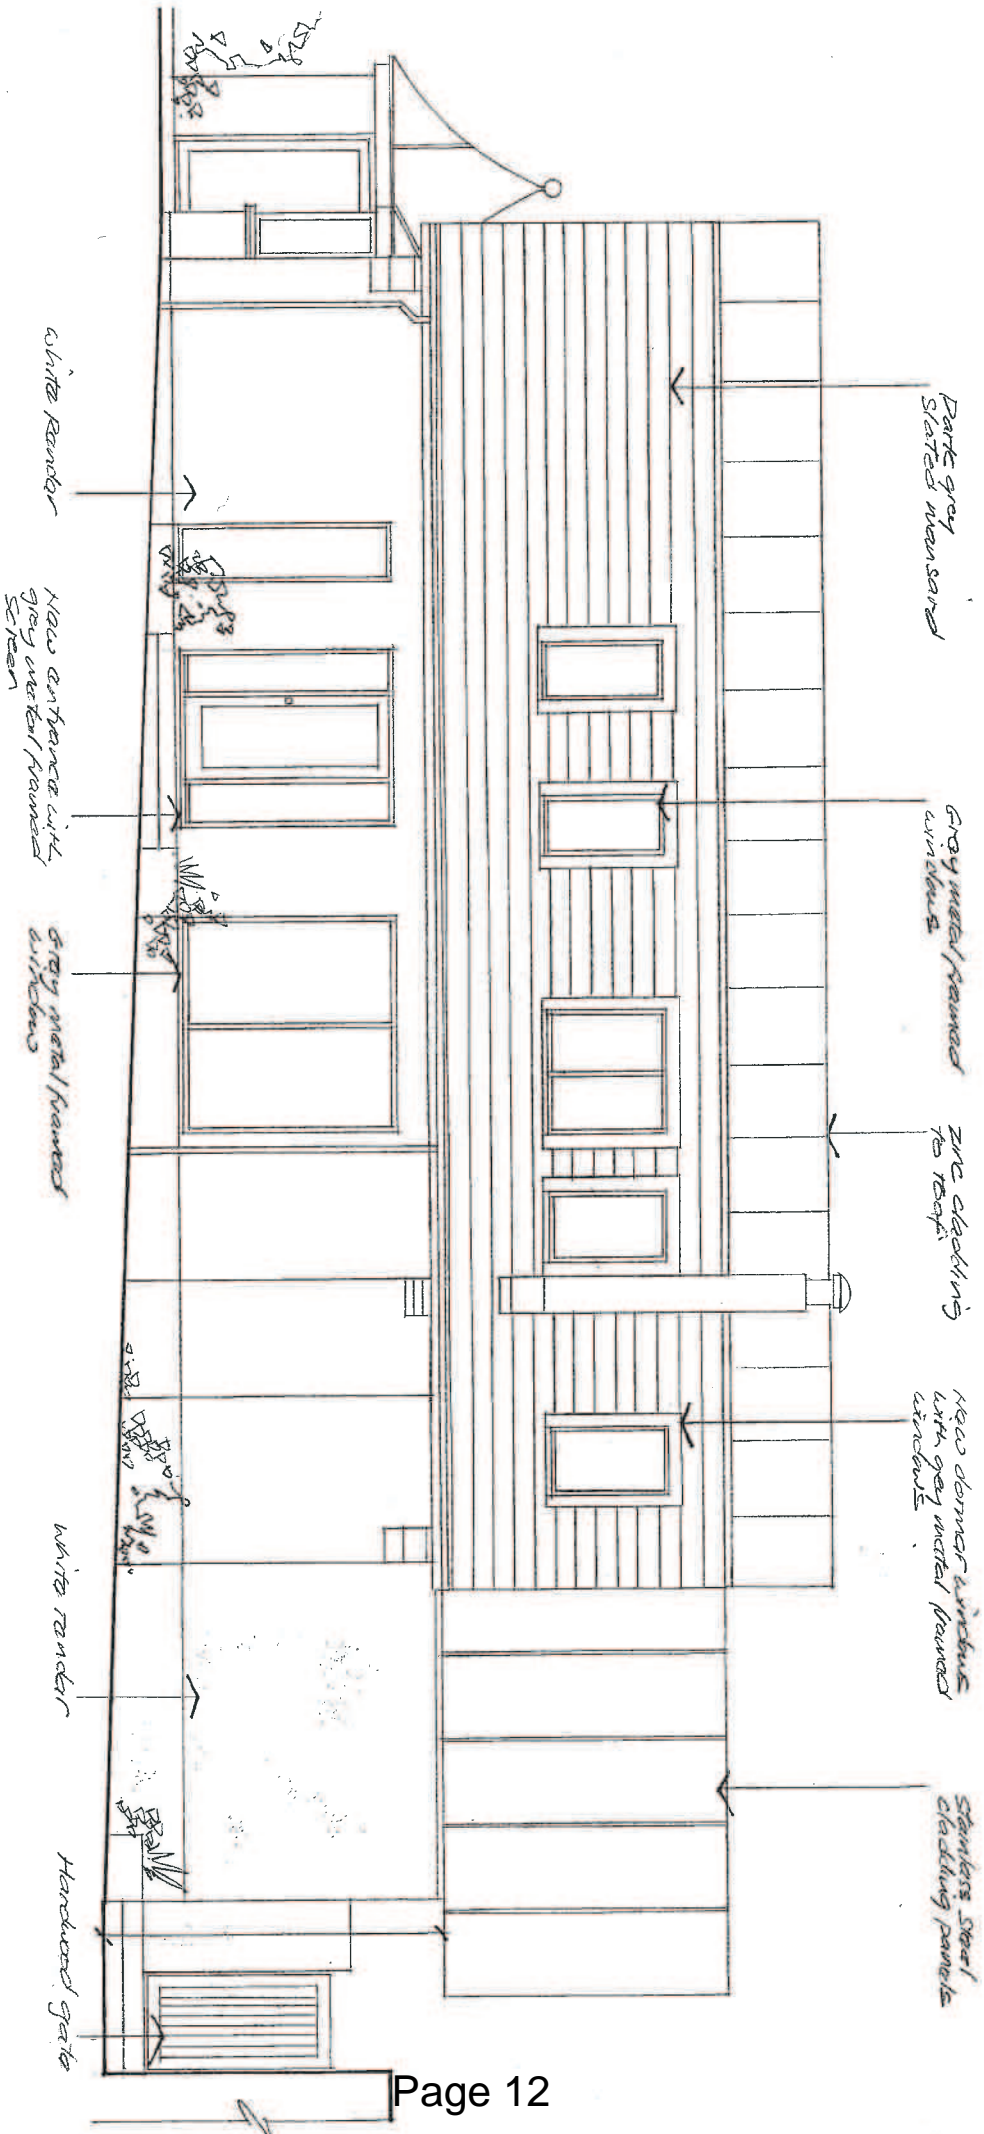 Dark grey
slated mansard
Grey metal framed
windows
Zinc cladding
to roof
New dormer windows
with grey metal framed
windows
Stainless Steel
cladding panels
White Render
New entrance with
grey metal framed
screen
Grey metal framed
window
White render
Hardwood gate
Page 12